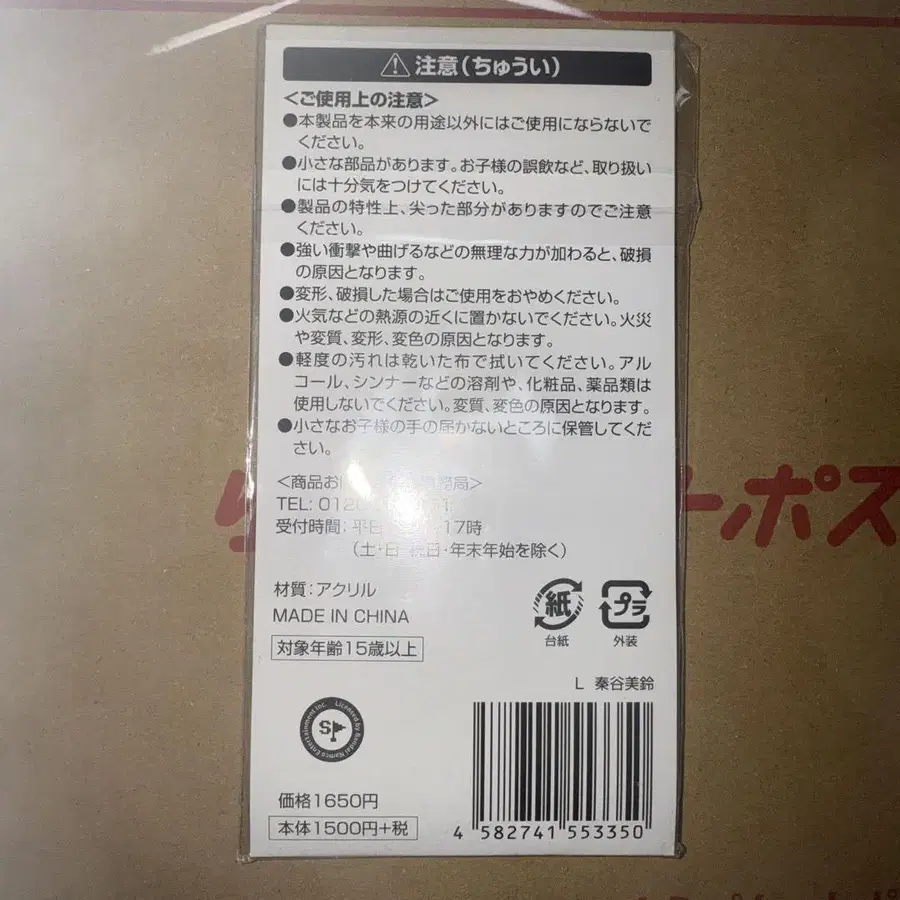 ⚠ 注意(ちゅうい)
<ご使用上の注意>
●本製品を本来の用途以外にはご使用にならないで
ください。
●小さな部品があります。お子様の誤飲など、取り扱い
には十分気をつけてください。
●製品の特性上、尖った部分がありますのでご注意
ください。
●強い衝撃や曲げるなどの無理な力が加わると、破損
の原因となります。
●変形、破損した場合はご使用をおやめください。
●火気などの熱源の近くに置かないでください。火災
や変質、変形、変色の原因となります。
●軽度の汚れは乾いた布で拭いてください。アル
コール、シンナーなどの溶剤や、化粧品、薬品類は
使用しないでください。変質、変色の原因となります。
●小さなお子様の手の届かないところに保管してくだ
さい。
<商品お
TEL: 012
受付時間: 平日 17時
(土・日 祝日・年末年始を除く)
材質:アクリル
MADE IN CHINA
対象年齢15歳以上
紙
台紙
プラ
外装
L 秦谷美鈴
Licensed by Bandai Namco Entertainment Inc.
S
価格1650円
本体1500円+税
4 582741 553350
ポス